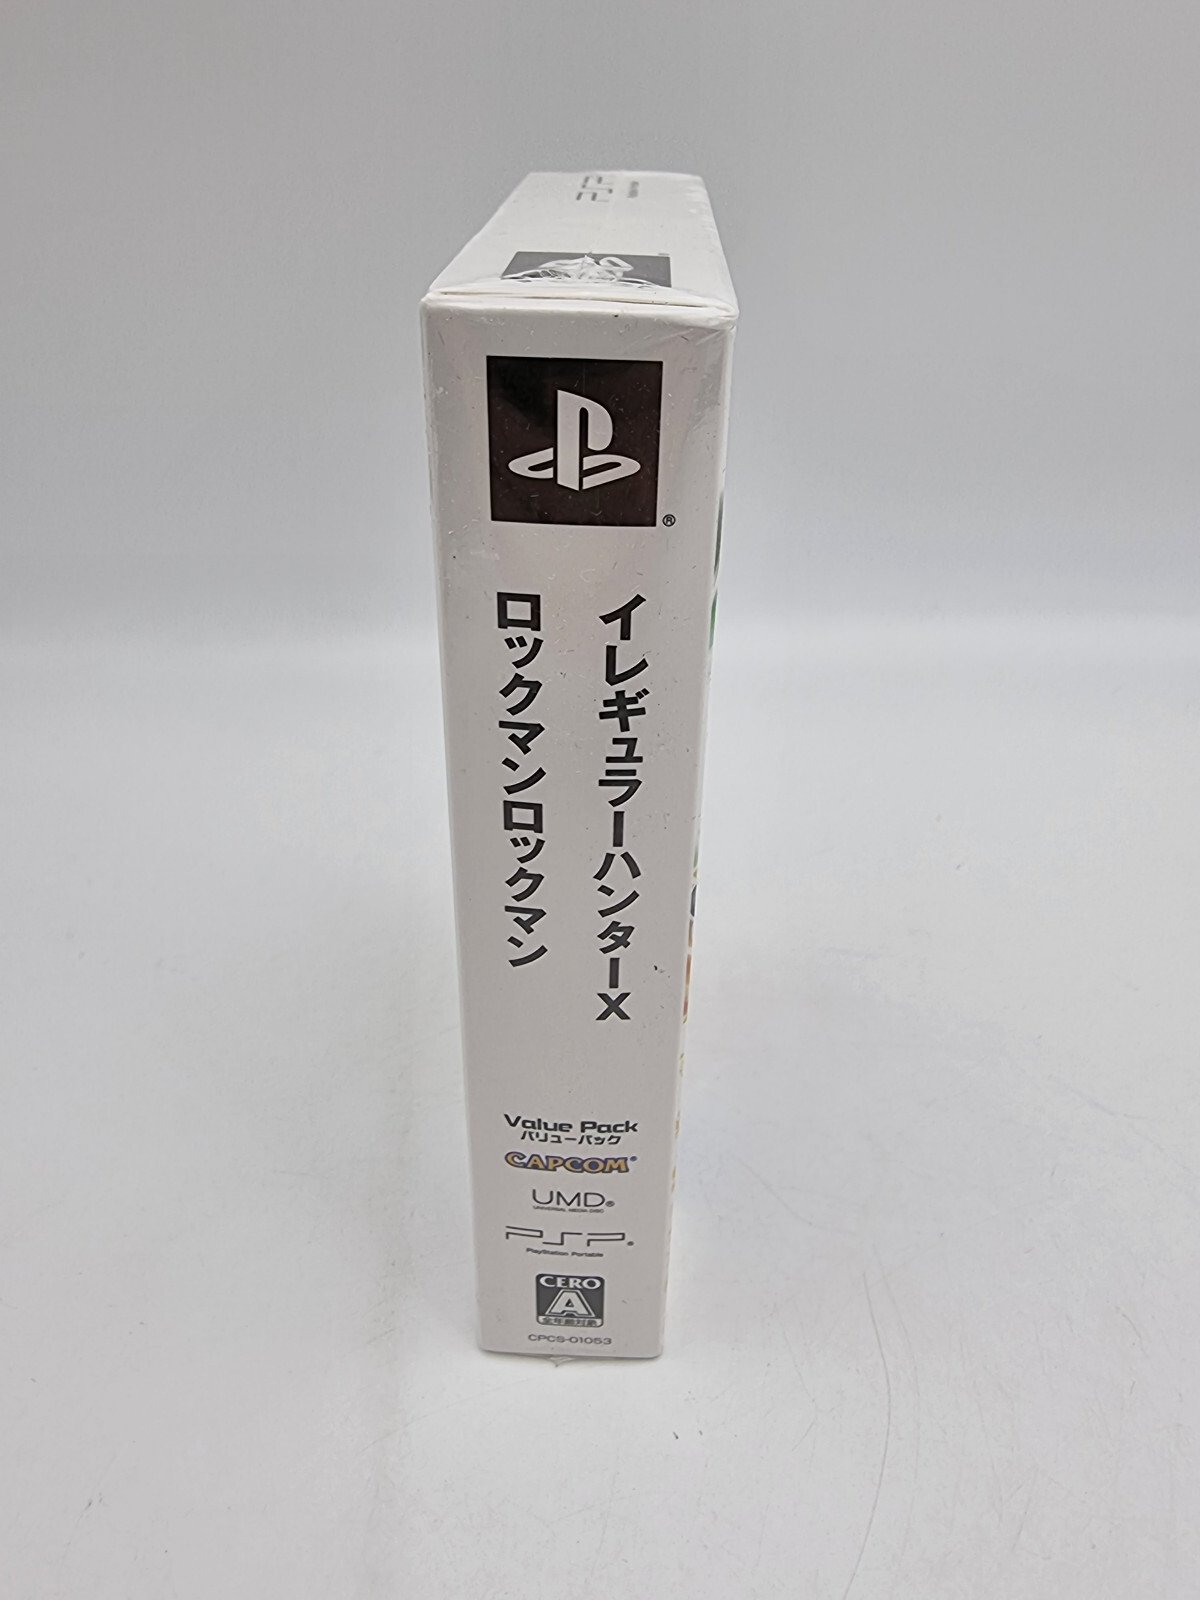 PSP
®
イレギュラーハンターX
ロックマンロックマン
Value Pack
バリューパック
CAPCOM®
UMD®
UNIVERSAL MEDIA DISC
PSP®
PlayStation Portable
CERO
A
全年齢対象
CPCS-01053